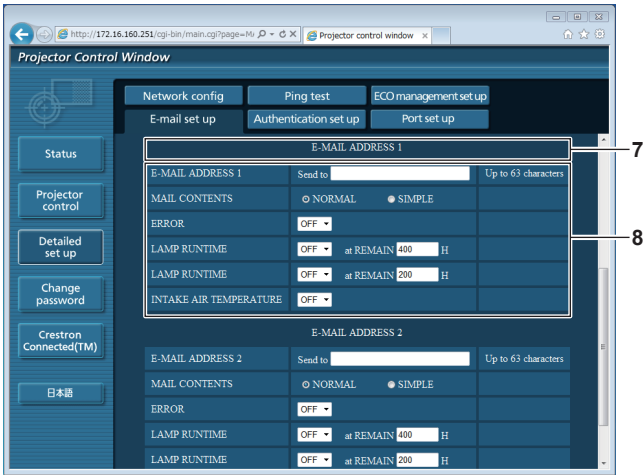 http://172.16.160.251/cgi-bin/main.cgi?page=M
Projector control window
Projector Control Window
Network config Ping test ECO management set up
E-mail set up Authentication set up Port set up
Status
Projector control
Detailed set up
Change password
Crestron Connected(TM)
日本語
E-MAIL ADDRESS 1 7
E-MAIL ADDRESS 1 Send to Up to 63 characters
MAIL CONTENTS NORMAL SIMPLE
ERROR OFF 8
LAMP RUNTIME OFF at REMAIN 400 H
LAMP RUNTIME OFF at REMAIN 200 H
INTAKE AIR TEMPERATURE OFF
E-MAIL ADDRESS 2
E-MAIL ADDRESS 2 Send to Up to 63 characters
MAIL CONTENTS NORMAL SIMPLE
ERROR OFF
LAMP RUNTIME OFF at REMAIN 400 H
LAMP RUNTIME OFF at REMAIN 200 H